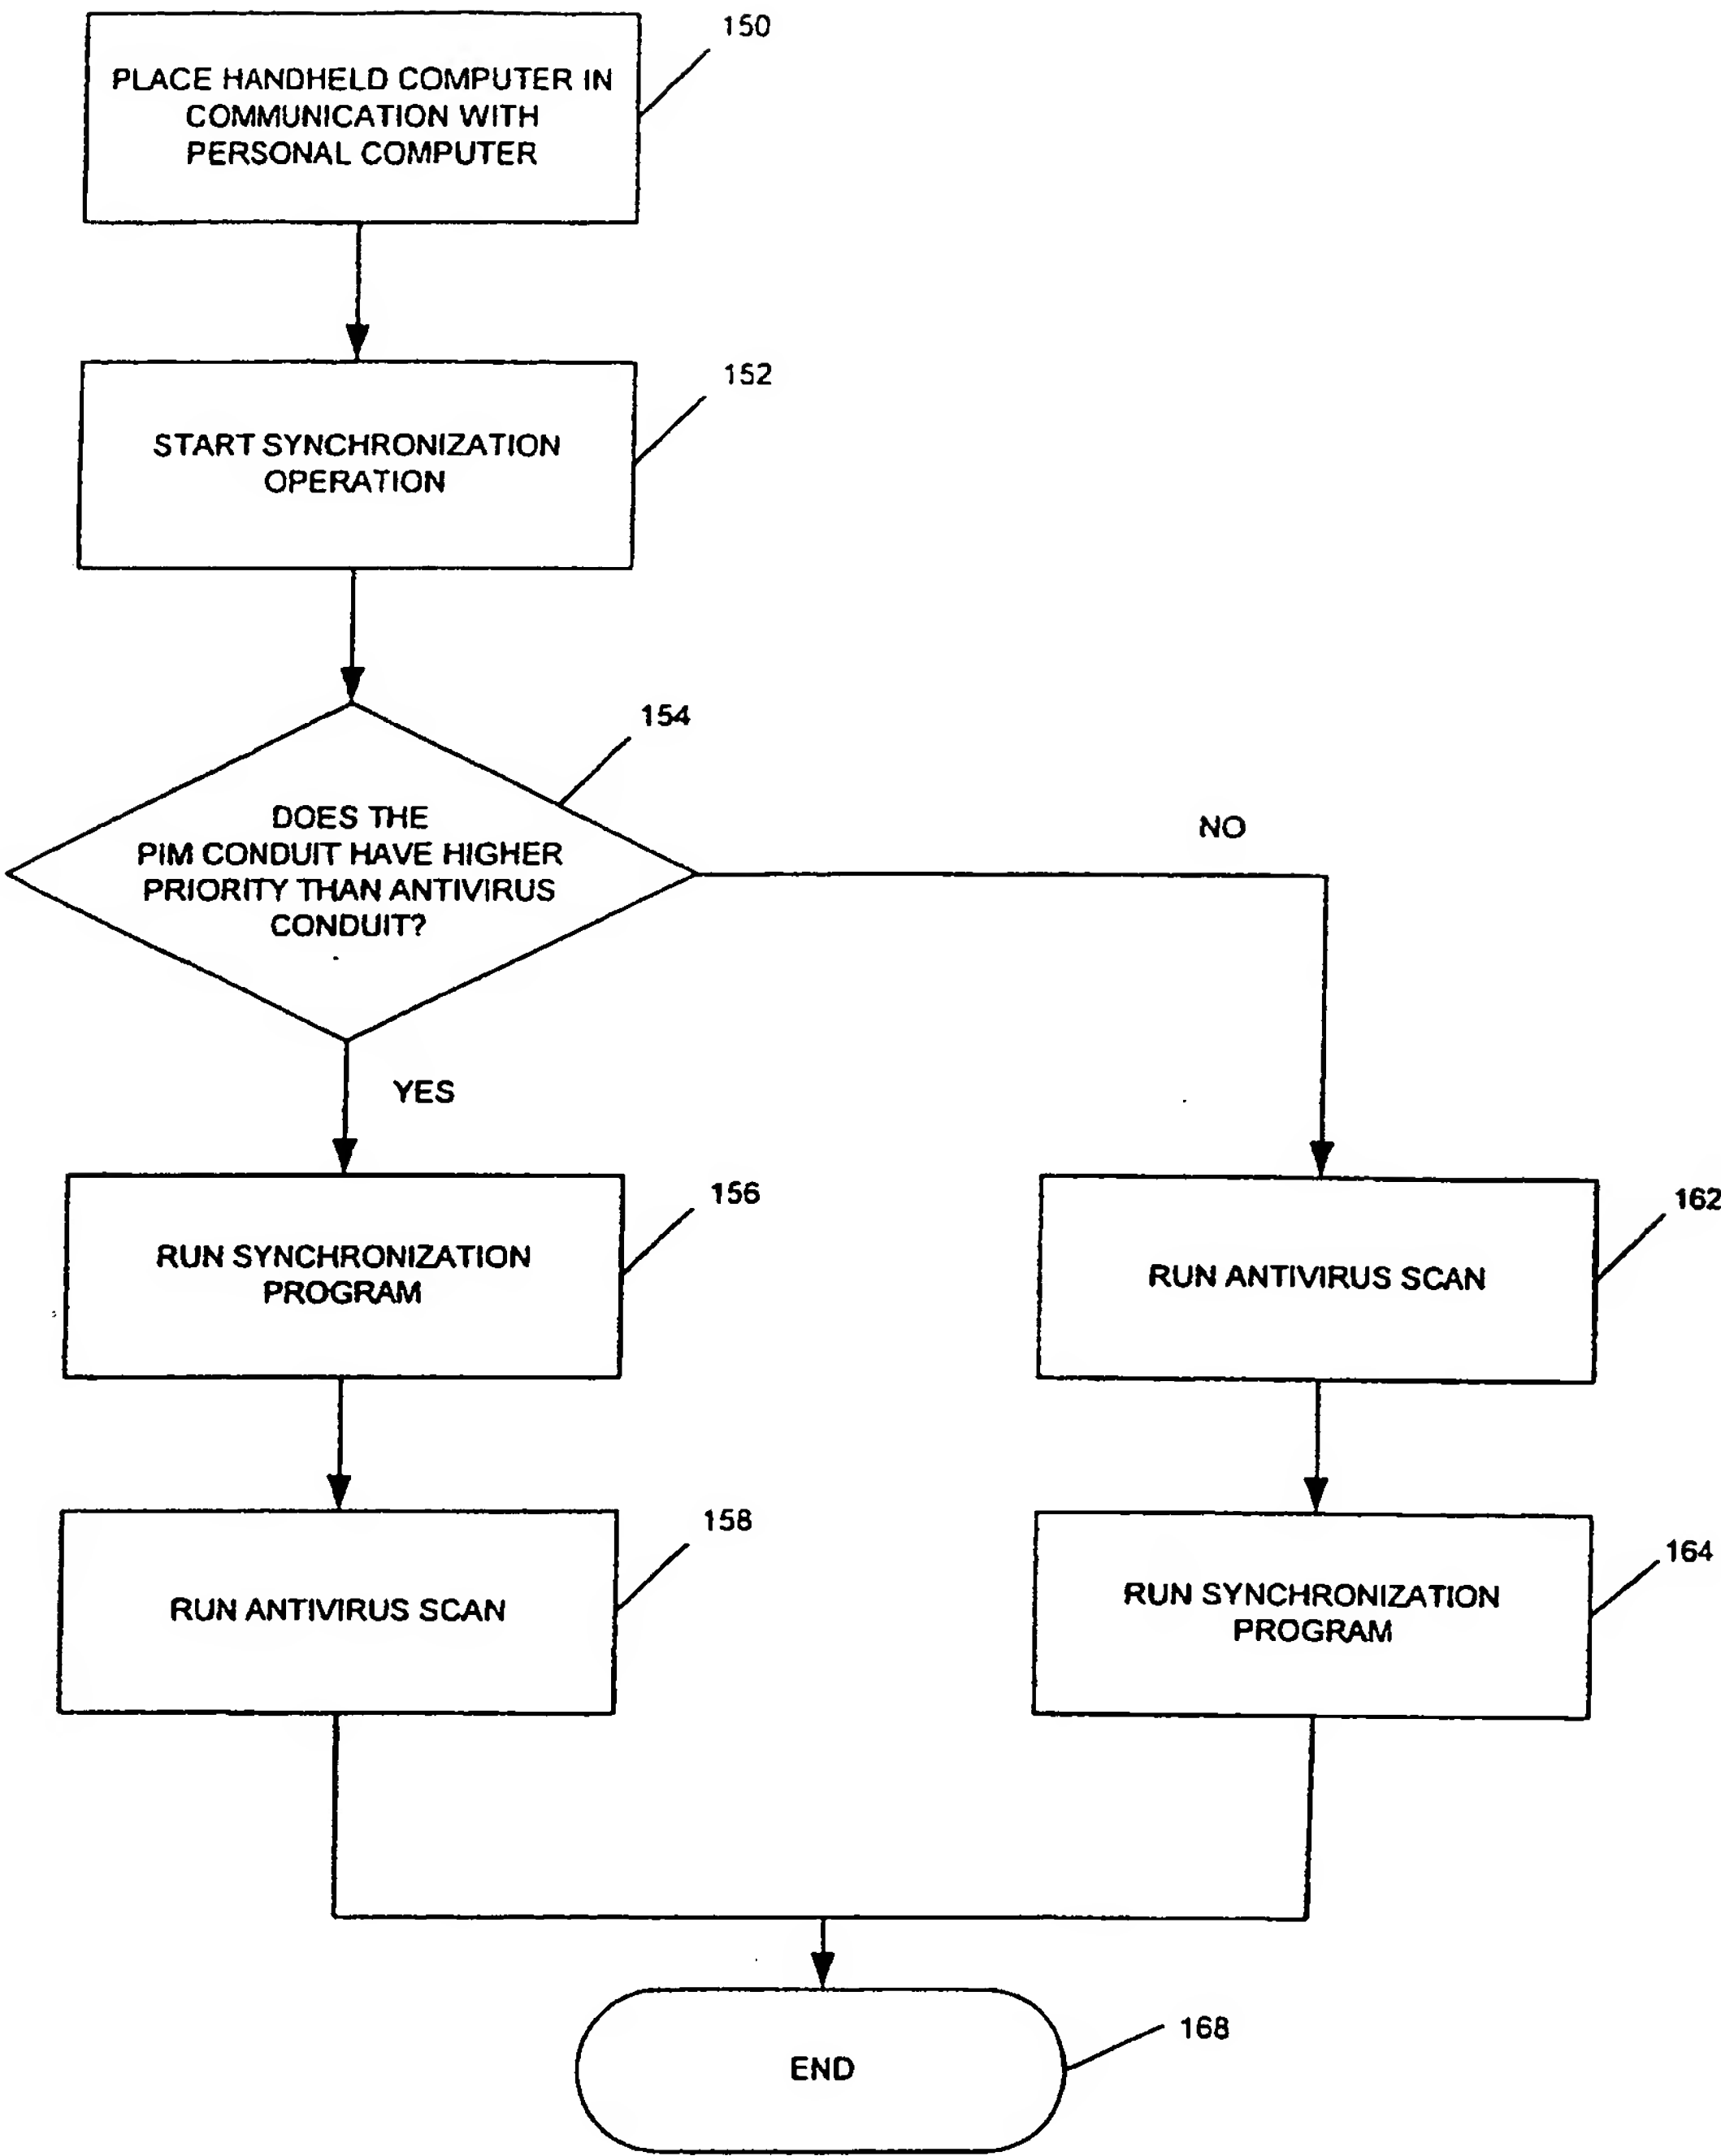 150
PLACE HANDHELD COMPUTER IN
COMMUNICATION WITH
PERSONAL COMPUTER
152
START SYNCHRONIZATION
OPERATION
154
DOES THE
PIM CONDUIT HAVE HIGHER
PRIORITY THAN ANTIVIRUS
CONDUIT?
NO
YES
156
RUN SYNCHRONIZATION
PROGRAM
162
RUN ANTIVIRUS SCAN
158
RUN ANTIVIRUS SCAN
164
RUN SYNCHRONIZATION
PROGRAM
168
END